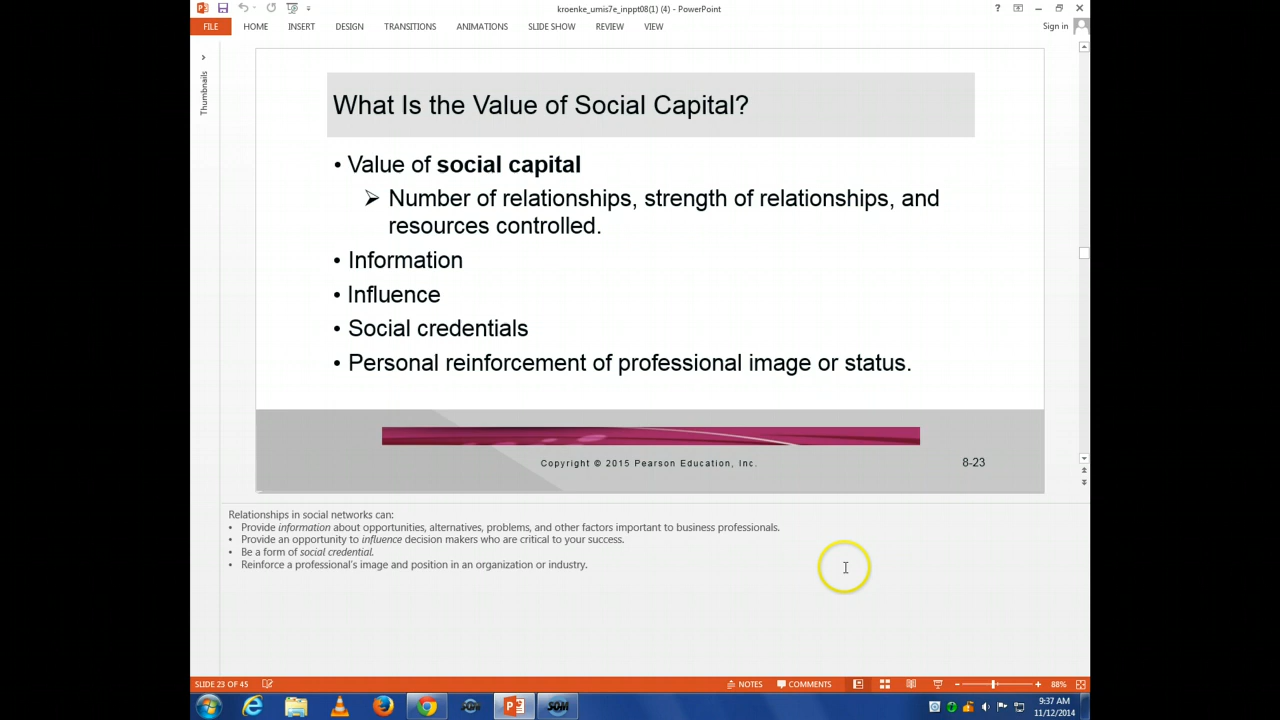 kroenke_umis7e_inppt08(1) (4) - PowerPoint
Sign in
FILE HOME INSERT DESIGN TRANSITIONS ANIMATIONS SLIDE SHOW REVIEW VIEW
Thumbnails
What Is the Value of Social Capital?
• Value of social capital
➢ Number of relationships, strength of relationships, and
resources controlled.
• Information
• Influence
• Social credentials
• Personal reinforcement of professional image or status.
Copyright © 2015 Pearson Education, Inc.
8-23
Relationships in social networks can:
• Provide information about opportunities, alternatives, problems, and other factors important to business professionals.
• Provide an opportunity to influence decision makers who are critical to your success.
• Be a form of social credential.
• Reinforce a professional's image and position in an organization or industry.
SLIDE 23 OF 45
NOTES COMMENTS 88%
SOM
9:37 AM
11/12/2014